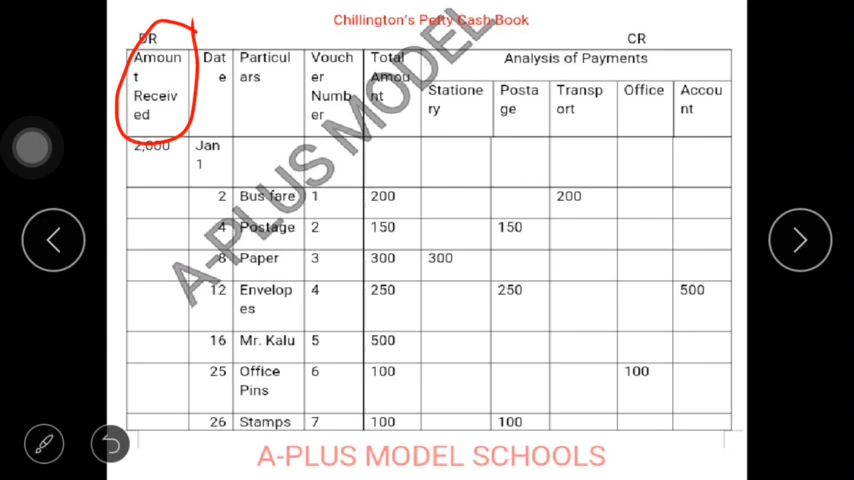 Chillington's Petty Cash Book
DR CR
Amount Received Date Particulars Voucher Number Total Amount Analysis of Payments
Stationery Postage Transport Office Account
2,000 Jan 1
2 Bus fare 1 200 200
4 Postage 2 150 150
8 Paper 3 300 300
12 Envelopes 4 250 250 500
16 Mr. Kalu 5 500
25 Office Pins 6 100 100
26 Stamps 7 100 100
A-PLUS MODEL
A-PLUS MODEL SCHOOLS